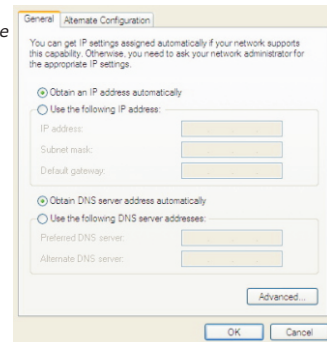 General Alternate Configuration
e
You can get IP settings assigned automatically if your network supports
this capability. Otherwise, you need to ask your network administrator for
the appropriate IP settings.
Obtain an IP address automatically
Use the following IP address:
IP address:
Subnet mask:
Default gateway:
Obtain DNS server address automatically
Use the following DNS server addresses:
Preferred DNS server:
Alternate DNS server:
Advanced...
OK Cancel